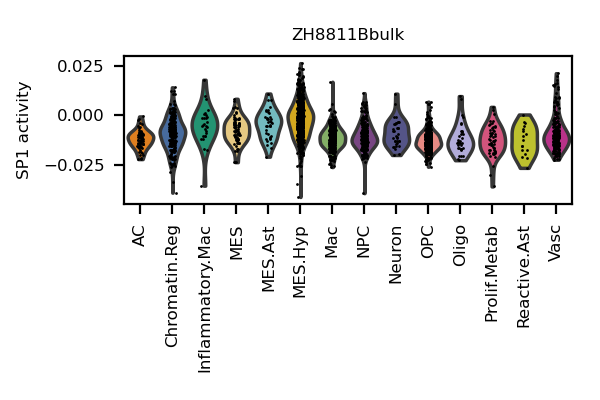 ZH8811Bbulk
SP1 activity
0.025
0.000
−0.025
AC
Chromatin.Reg
Inflammatory.Mac
MES
MES.Ast
MES.Hyp
Mac
NPC
Neuron
OPC
Oligo
Prolif.Metab
Reactive.Ast
Vasc